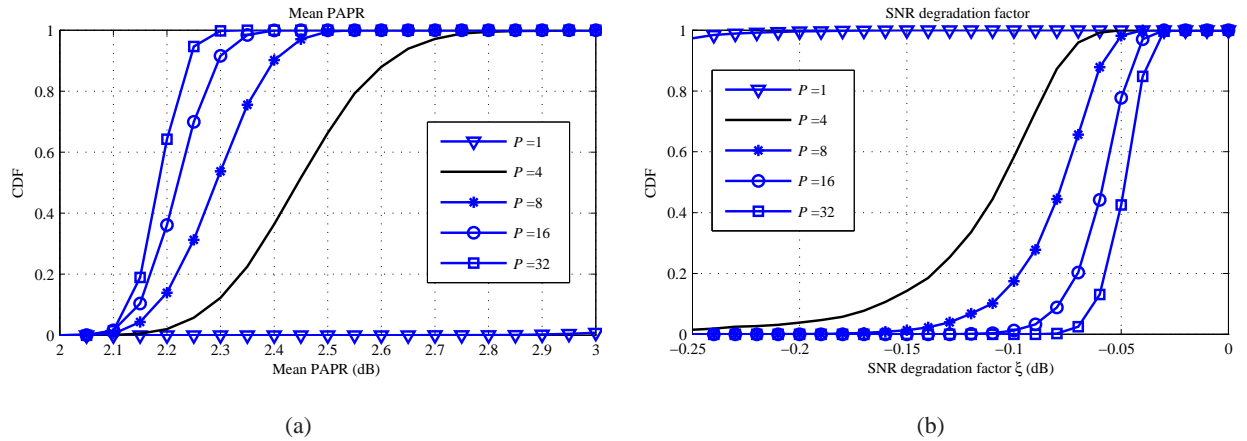 Mean PAPR
1
0.8
0.6
0.4
0.2
0
CDF
P =1
P =4
P =8
P =16
P =32
2 2.1 2.2 2.3 2.4 2.5 2.6 2.7 2.8 2.9 3
Mean PAPR (dB)
(a)
SNR degradation factor
1
0.8
0.6
0.4
0.2
0
CDF
P =1
P =4
P =8
P =16
P =32
−0.25 −0.2 −0.15 −0.1 −0.05 0
SNR degradation factor ξ (dB)
(b)